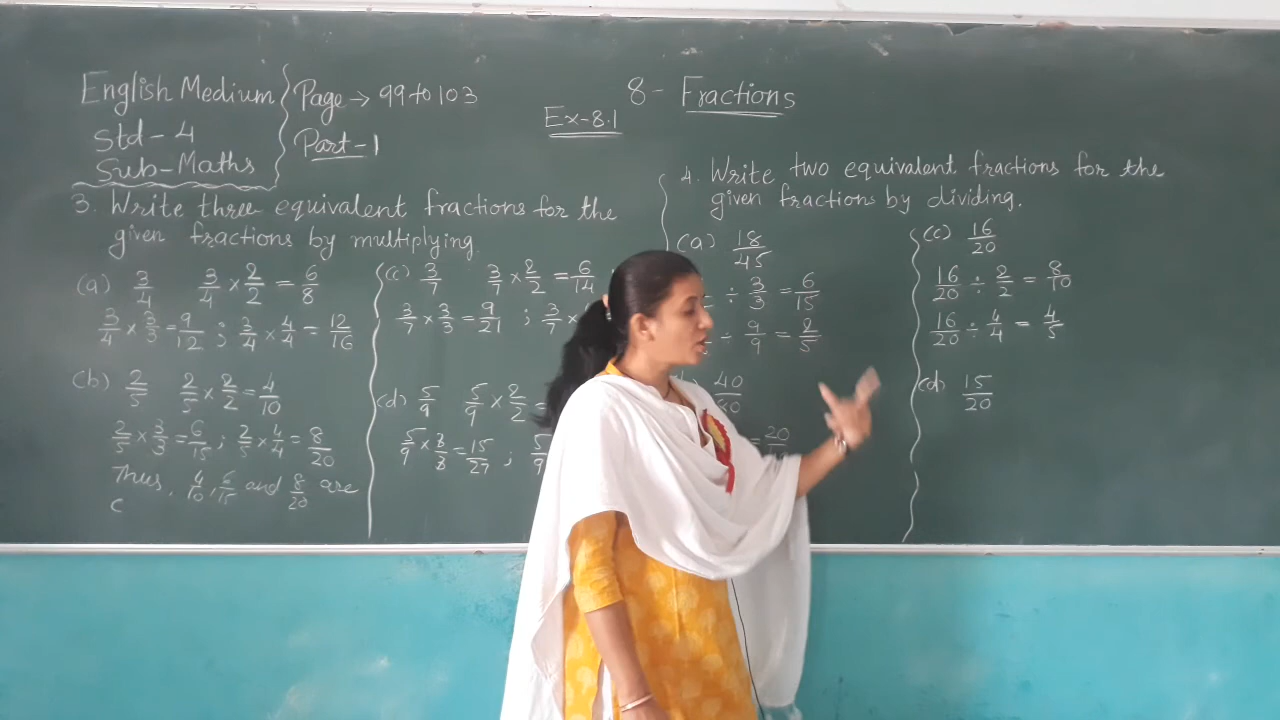 English Medium
Std-4
Sub-Maths
Page → 99 to 103
Part-1
8- Fractions
Ex-8.1
3. Write three equivalent fractions for the
given fractions by multiplying.
(a) 3/4 3/4 × 2/2 = 6/8
3/4 × 3/3 = 9/12 ; 3/4 × 4/4 = 12/16
(b) 2/5 2/5 × 2/2 = 4/10
2/5 × 3/3 = 6/15 ; 2/5 × 4/4 = 8/20
Thus, 4/10, 6/15 and 8/20 are
(c) 3/7 3/7 × 2/2 = 6/14
3/7 × 3/3 = 9/21 ; 3/7 ×
(d) 5/9 5/9 × 2/2 =
5/9 × 3/3 = 15/27 ; 5/9
4. Write two equivalent fractions for the
given fractions by dividing.
(a) 18/45
÷ 3/3 = 6/15
÷ 9/9 = 2/5
40
= 20
(c) 16/20
16/20 ÷ 2/2 = 8/10
16/20 ÷ 4/4 = 4/5
(d) 15/20